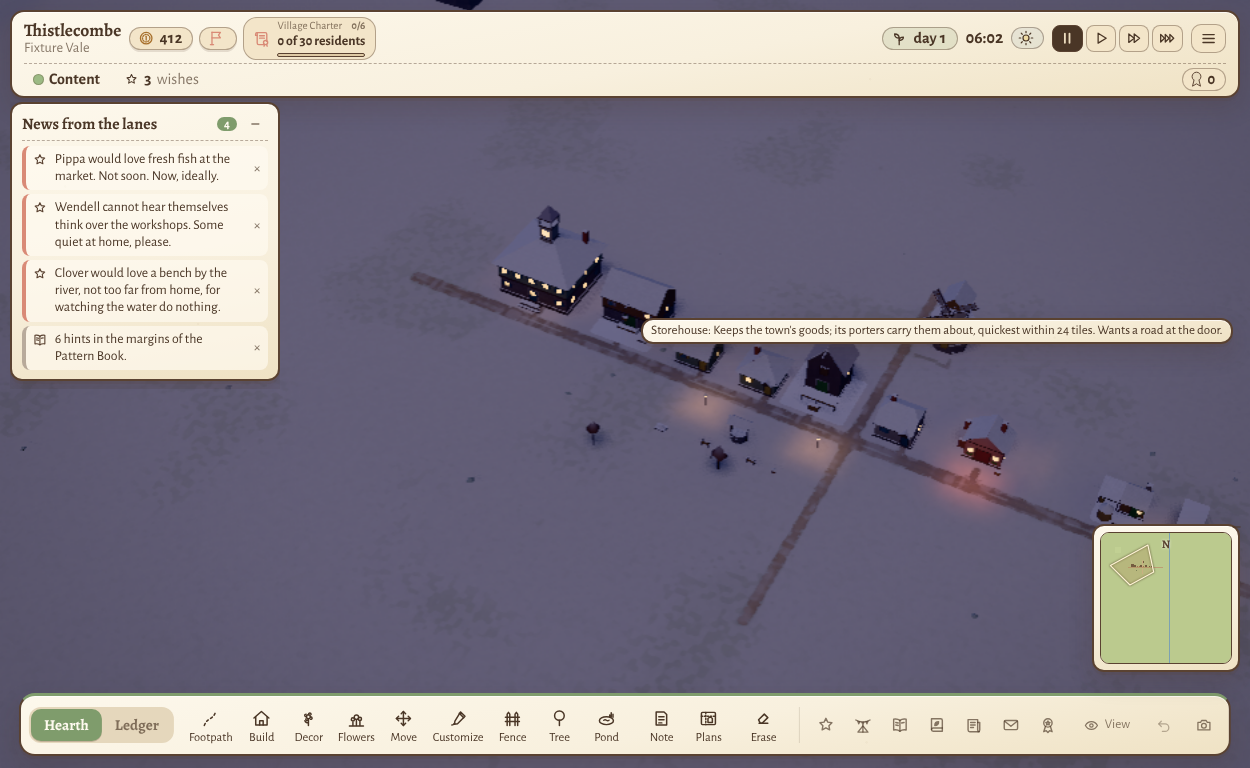 Thistlecombe
Fixture Vale
412
Village Charter 0/6
0 of 30 residents
day 1
06:02
Content
3 wishes
0
News from the lanes
4
Pippa would love fresh fish at the
market. Not soon. Now, ideally.
Wendell cannot hear themselves
think over the workshops. Some
quiet at home, please.
Clover would love a bench by the
river, not too far from home, for
watching the water do nothing.
6 hints in the margins of the
Pattern Book.
Storehouse: Keeps the town's goods; its porters carry them about, quickest within 24 tiles. Wants a road at the door.
N
Hearth
Ledger
Footpath
Build
Decor
Flowers
Move
Customize
Fence
Tree
Pond
Note
Plans
Erase
View